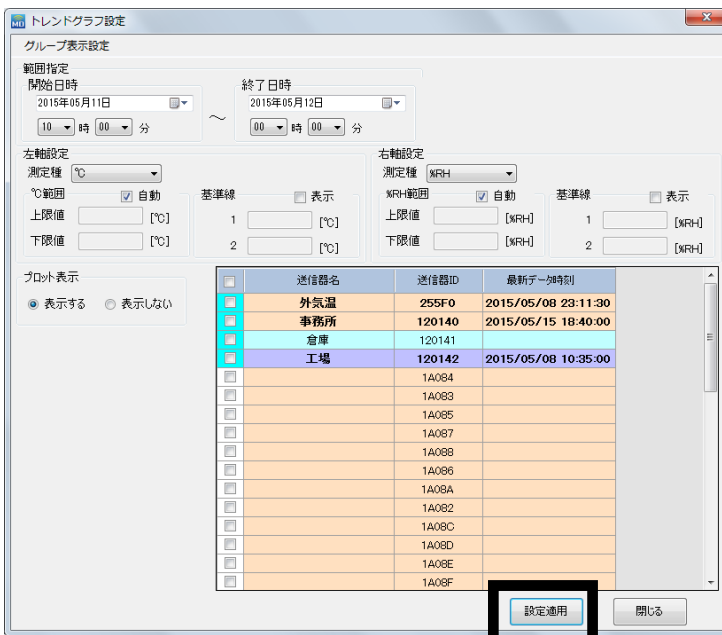 トレンドグラフ設定
グループ表示設定
範囲指定
開始日時
2015年05月11日
10 時 00 分
～
終了日時
2015年05月12日
00 時 00 分
左軸設定
測定種 ℃
℃範囲 自動
上限値 [℃]
下限値 [℃]
基準線 表示
1 [℃]
2 [℃]
右軸設定
測定種 %RH
%RH範囲 自動
上限値 [%RH]
下限値 [%RH]
基準線 表示
1 [%RH]
2 [%RH]
プロット表示
表示する 表示しない
送信器名 送信器ID 最新データ時刻
外気温 255F0 2015/05/08 23:11:30
事務所 120140 2015/05/15 18:40:00
倉庫 120141
工場 120142 2015/05/08 10:35:00
1A084
1A083
1A085
1A087
1A088
1A086
1A08A
1A082
1A08C
1A08D
1A08E
1A08F
設定適用 閉じる